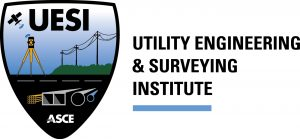 UESI
ASCE
UTILITY ENGINEERING
& SURVEYING
INSTITUTE